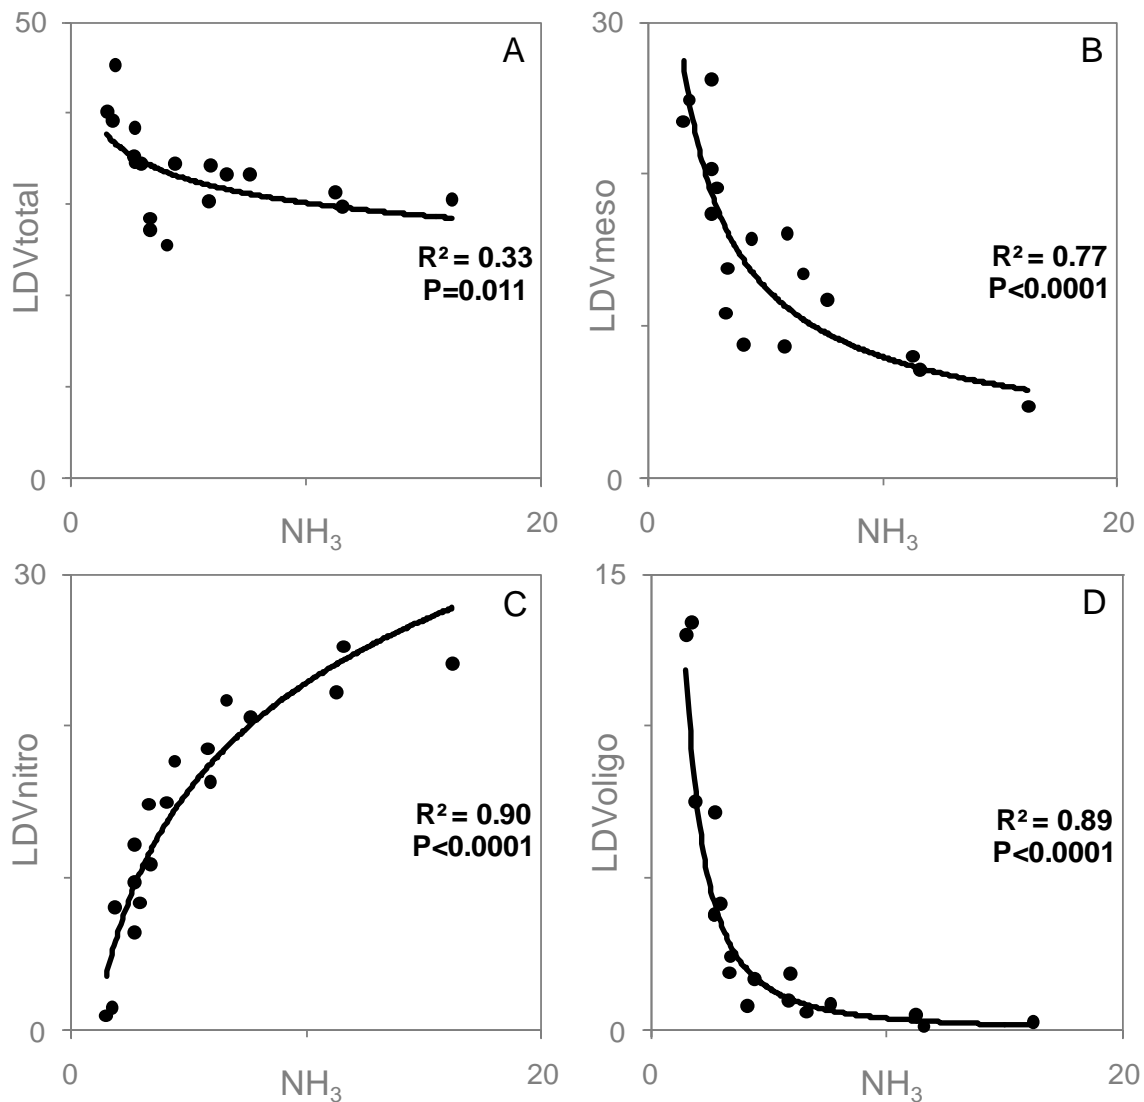 50
A
LDVtotal
R² = 0.33
P=0.011
0
0
20
NH₃
30
B
LDVmeso
R² = 0.77
P<0.0001
0
0
20
NH₃
30
C
LDVnitro
R² = 0.90
P<0.0001
0
0
20
NH₃
15
D
LDVoligo
R² = 0.89
P<0.0001
0
0
20
NH₃